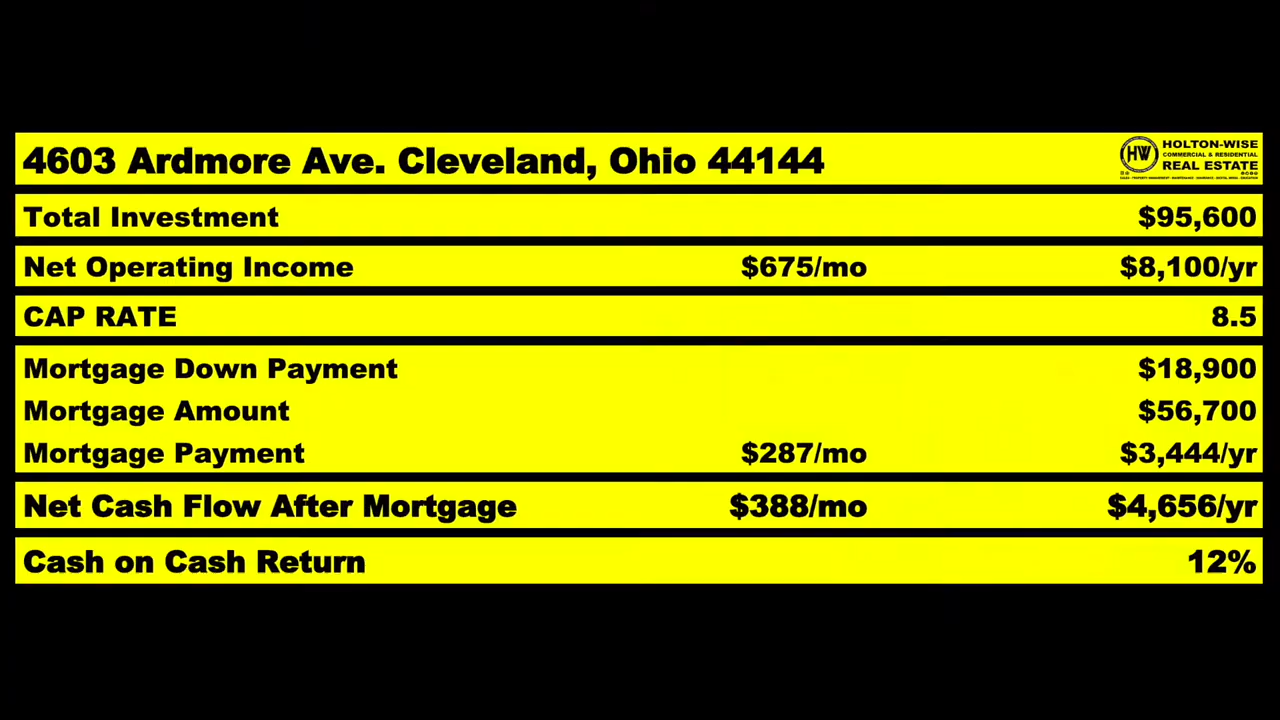 4603 Ardmore Ave. Cleveland, Ohio 44144
HW HOLTON-WISE
COMMERCIAL & RESIDENTIAL
REAL ESTATE
Total Investment $95,600
Net Operating Income $675/mo $8,100/yr
CAP RATE 8.5
Mortgage Down Payment $18,900
Mortgage Amount $56,700
Mortgage Payment $287/mo $3,444/yr
Net Cash Flow After Mortgage $388/mo $4,656/yr
Cash on Cash Return 12%